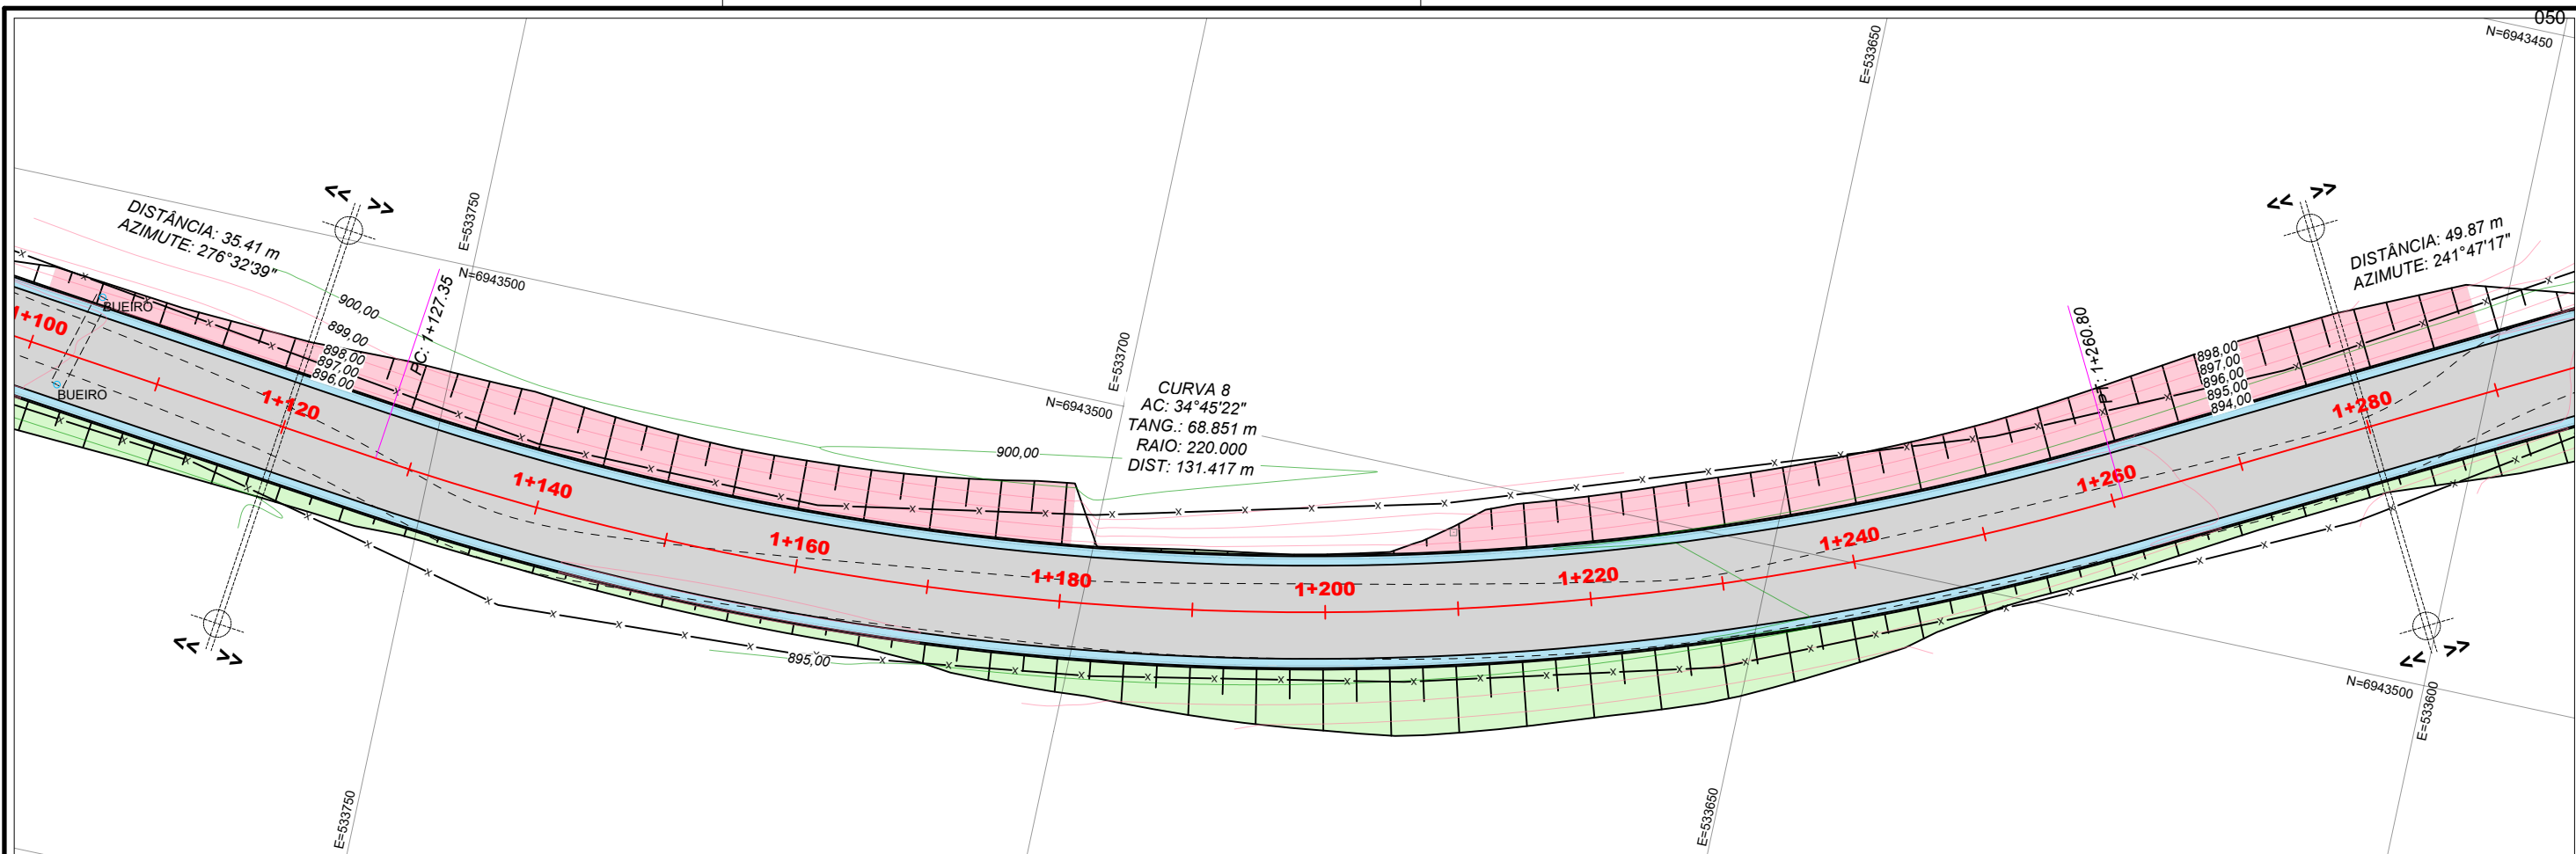 050
N=6943450
E=533650
<< >>
<< >>
DISTÂNCIA: 35.41 m
AZIMUTE: 276°32'39"
E=533750
N=6943500
DISTÂNCIA: 49.87 m
AZIMUTE: 241°47'17"
PC: 1+127.35
900,00
899,00
898,00
897,00
896,00
BUEIRO
BUEIRO
1+100
1+120
1+140
1+160
1+180
1+200
1+220
1+240
1+260
1+280
E=533700
N=6943500
CURVA 8
AC: 34°45'22"
TANG.: 68.851 m
RAIO: 220.000
DIST: 131.417 m
900,00
PT: 1+260.80
898,00
897,00
896,00
895,00
894,00
895,00
<< >>
<< >>
N=6943500
E=533600
E=533750
E=533650